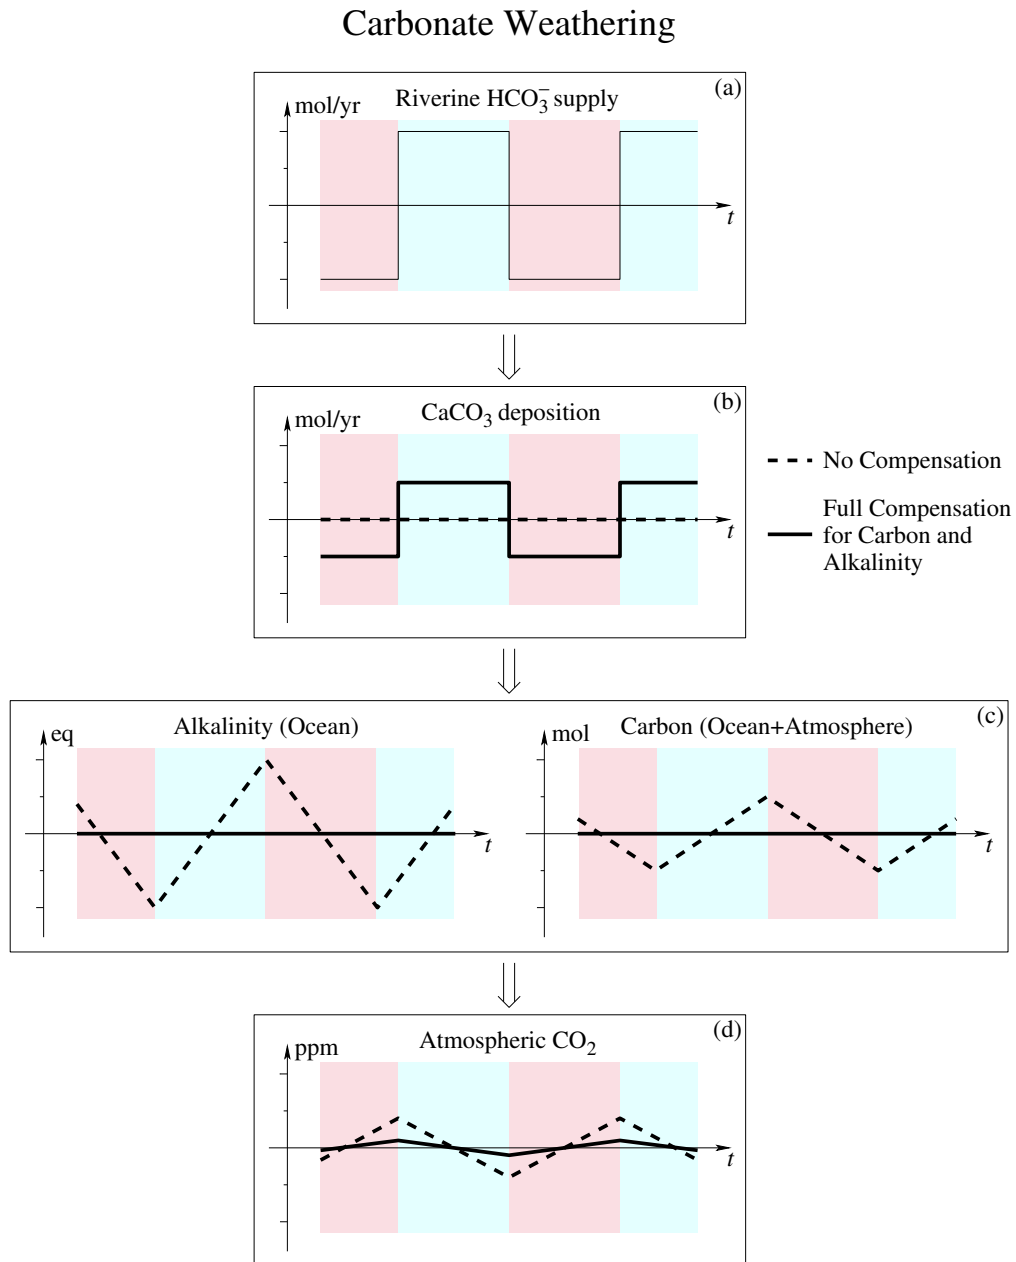 Carbonate Weathering
(a)
Riverine HCO₃⁻ supply
mol/yr
t
(b)
CaCO₃ deposition
mol/yr
t
No Compensation
Full Compensation
for Carbon and
Alkalinity
(c)
Alkalinity (Ocean)
eq
t
Carbon (Ocean+Atmosphere)
mol
t
(d)
Atmospheric CO₂
ppm
t